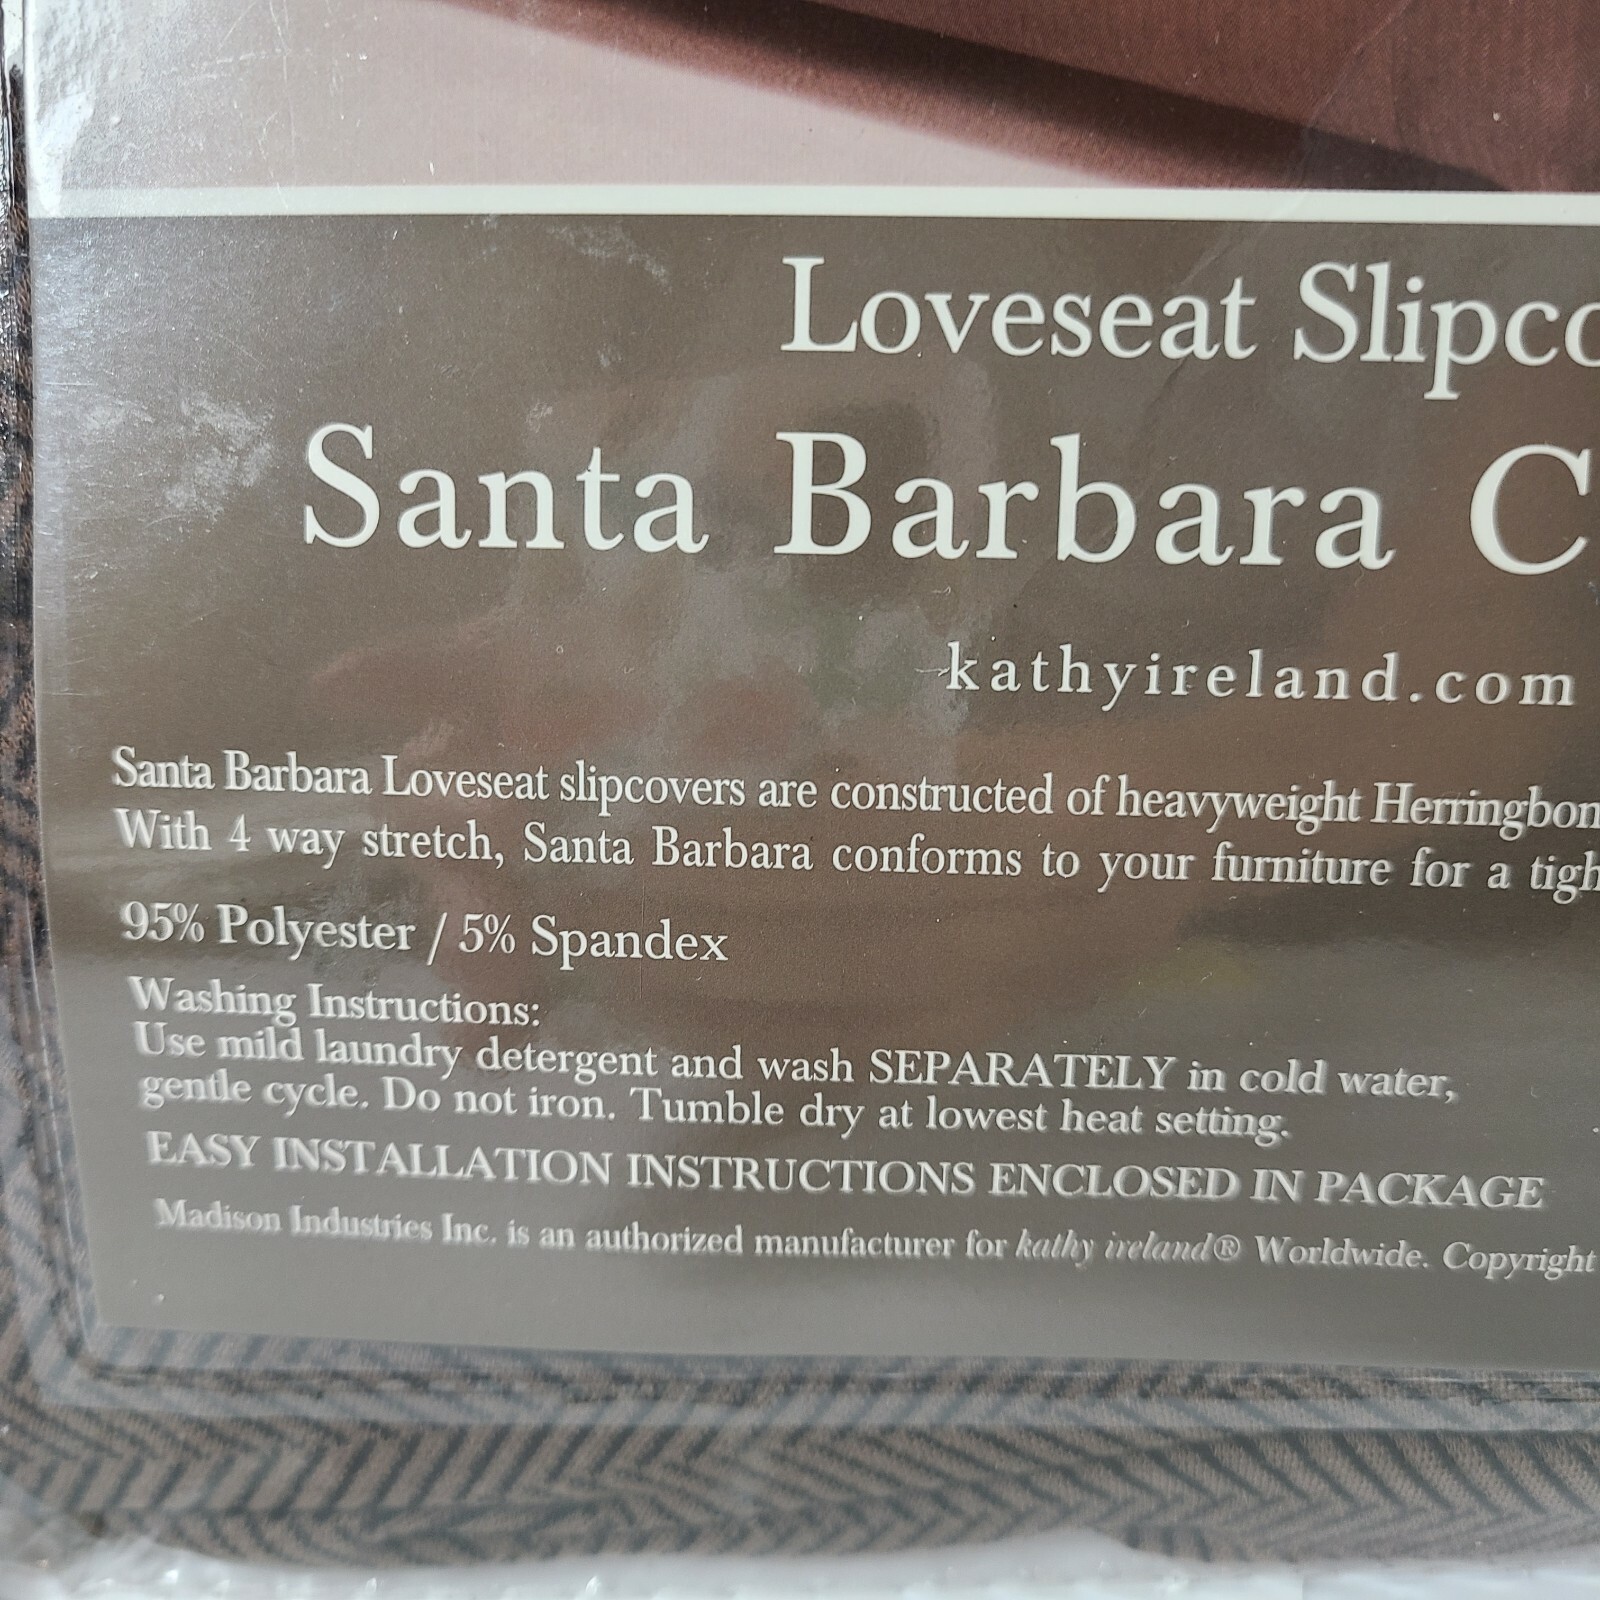 Loveseat Slipco
Santa Barbara C
kathyireland.com
Santa Barbara Loveseat slipcovers are constructed of heavyweight Herringbon
With 4 way stretch, Santa Barbara conforms to your furniture for a tigh
95% Polyester / 5% Spandex
Washing Instructions:
Use mild laundry detergent and wash SEPARATELY in cold water,
gentle cycle. Do not iron. Tumble dry at lowest heat setting.
EASY INSTALLATION INSTRUCTIONS ENCLOSED IN PACKAGE
Madison Industries Inc. is an authorized manufacturer for kathy ireland® Worldwide. Copyright